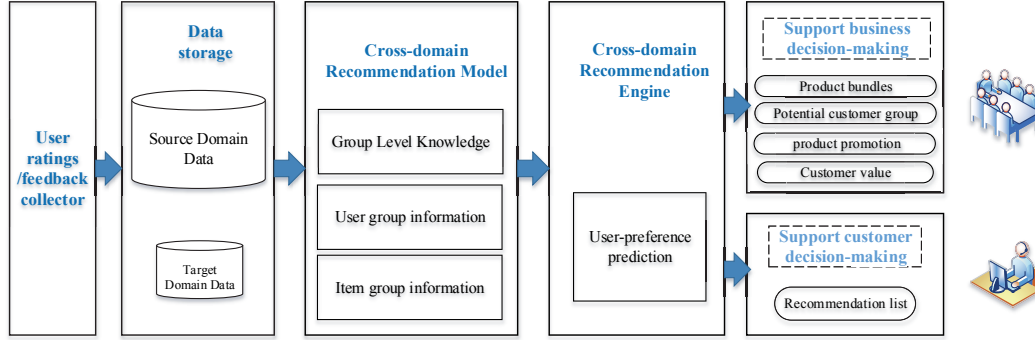 User
ratings
/feedback
collector
Data
storage
Source Domain
Data
Target
Domain Data
Cross-domain
Recommendation Model
Group Level Knowledge
User group information
Item group information
Cross-domain
Recommendation
Engine
User-preference
prediction
Support business
decision-making
Product bundles
Potential customer group
product promotion
Customer value
Support customer
decision-making
Recommendation list